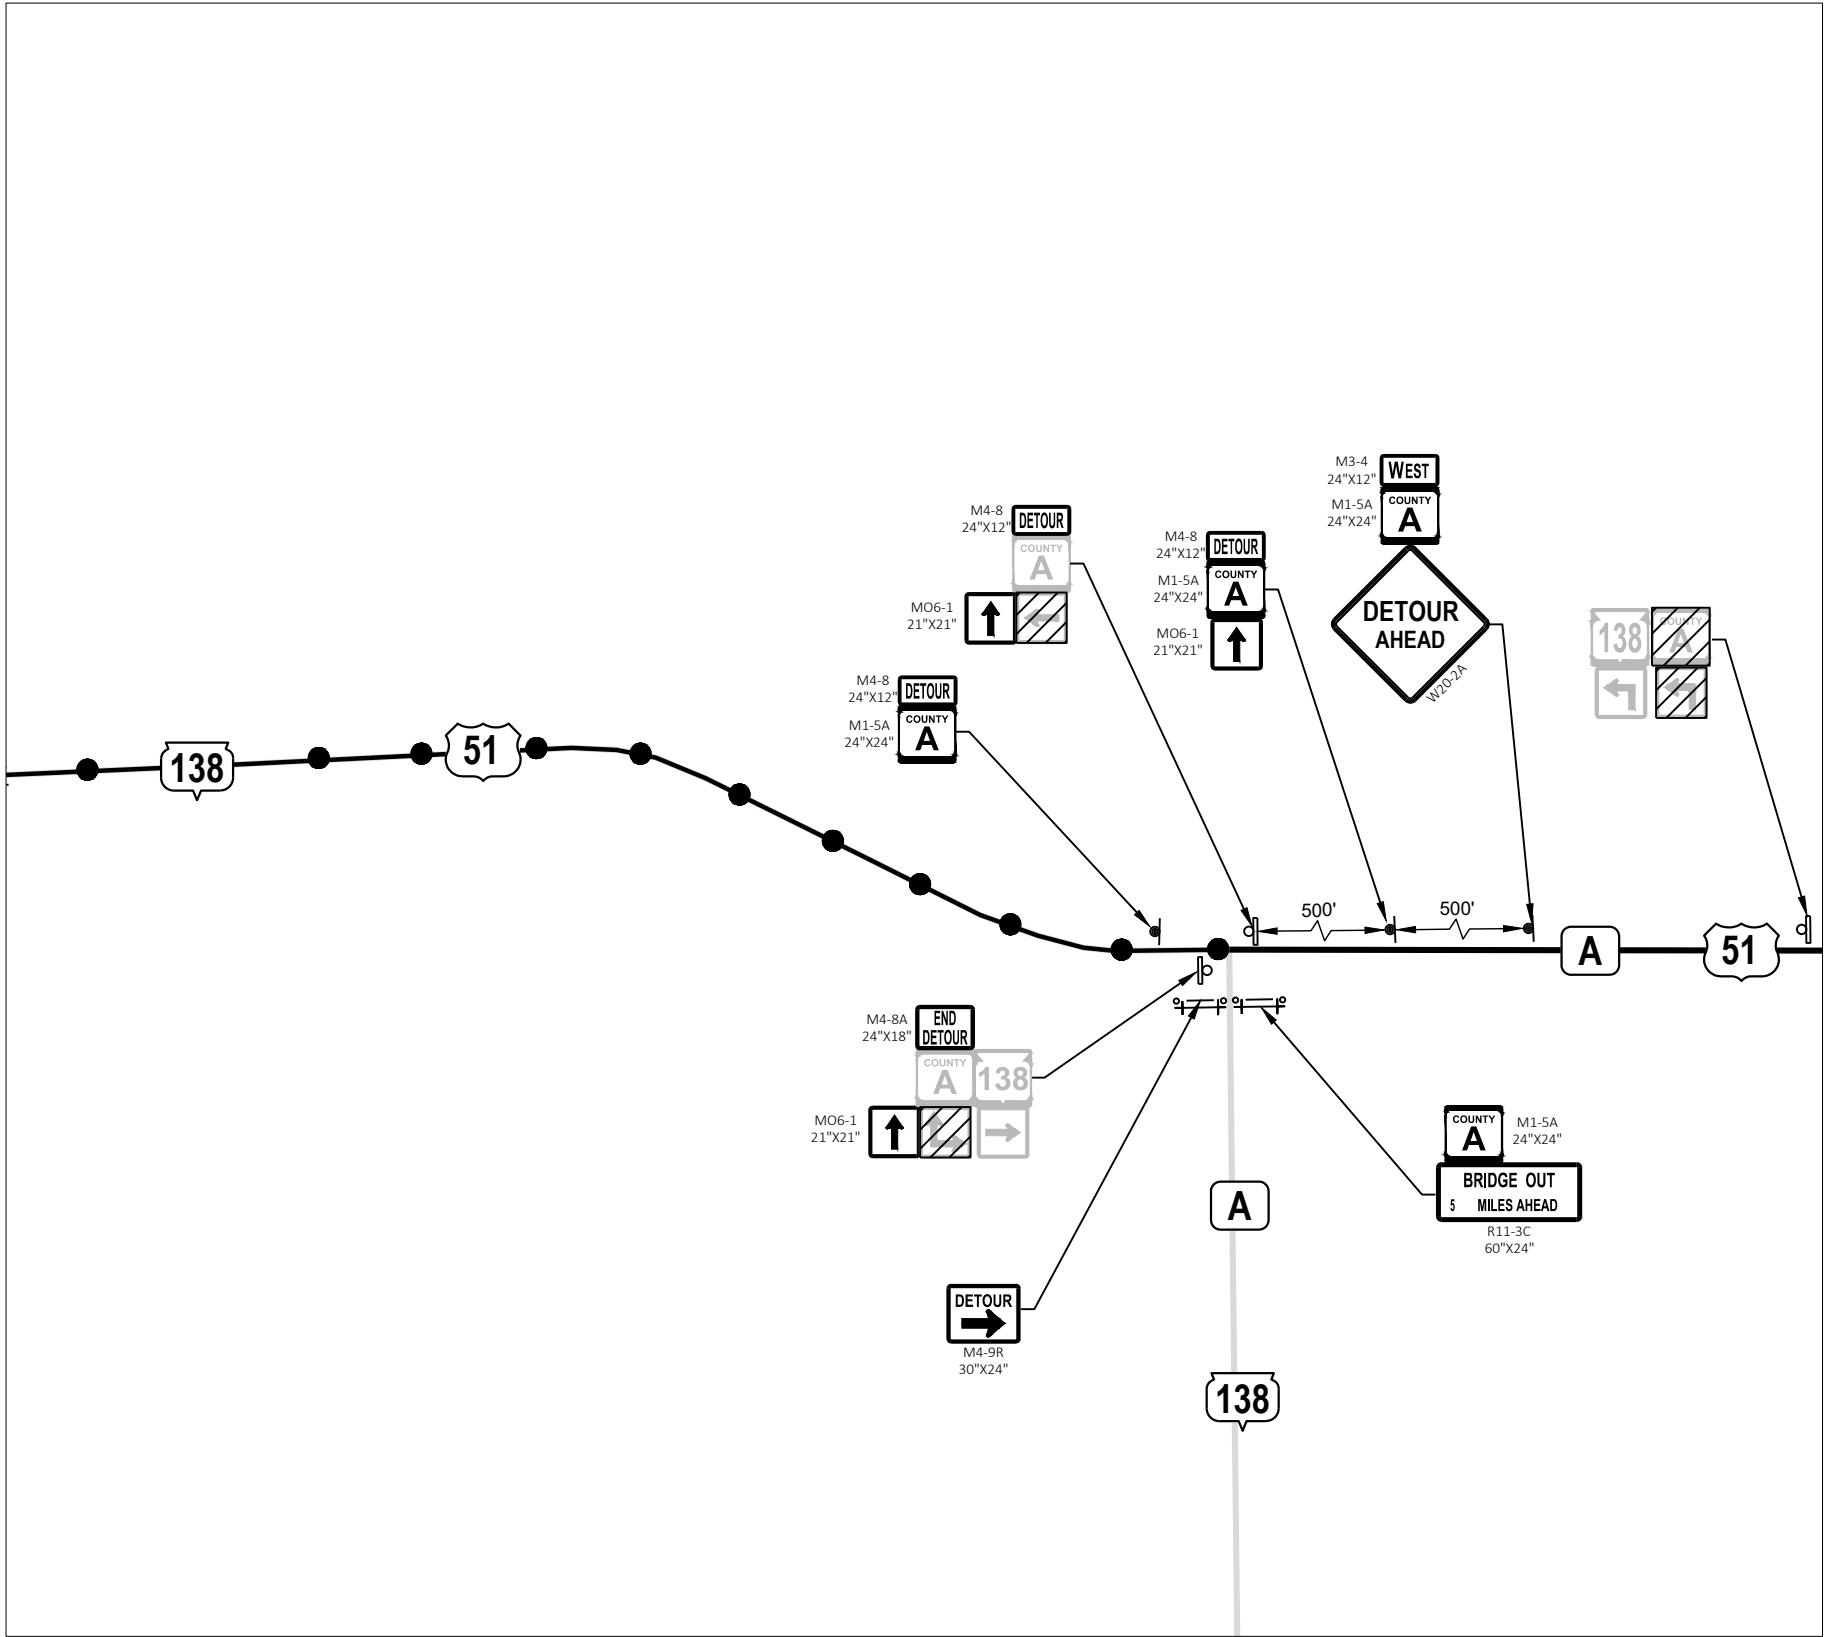 M3-4
24"X12"
WEST
M1-5A
24"X24"
COUNTY
A
DETOUR
AHEAD
W20-2A
M4-8
24"X12"
DETOUR
COUNTY
A
MO6-1
21"X21"
M4-8
24"X12"
DETOUR
M1-5A
24"X24"
COUNTY
A
MO6-1
21"X21"
138
COUNTY
A
M4-8
24"X12"
DETOUR
M1-5A
24"X24"
COUNTY
A
138
51
500'
500'
A
51
M4-8A
24"X18"
END
DETOUR
COUNTY
A
138
MO6-1
21"X21"
COUNTY
A
M1-5A
24"X24"
BRIDGE OUT
5 MILES AHEAD
R11-3C
60"X24"
A
DETOUR
M4-9R
30"X24"
138